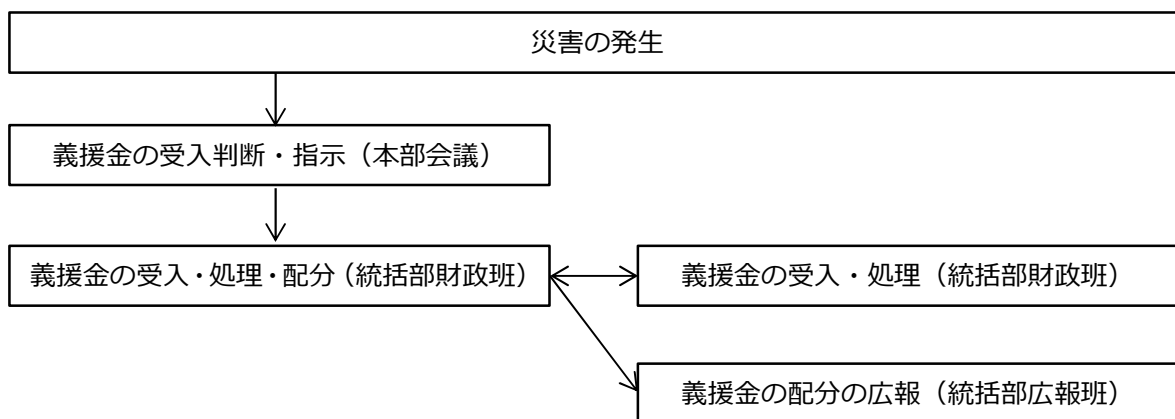 災害の発生
義援金の受入判断・指示（本部会議）
義援金の受入・処理・配分（統括部財政班）
義援金の受入・処理（統括部財政班）
義援金の配分の広報（統括部広報班）